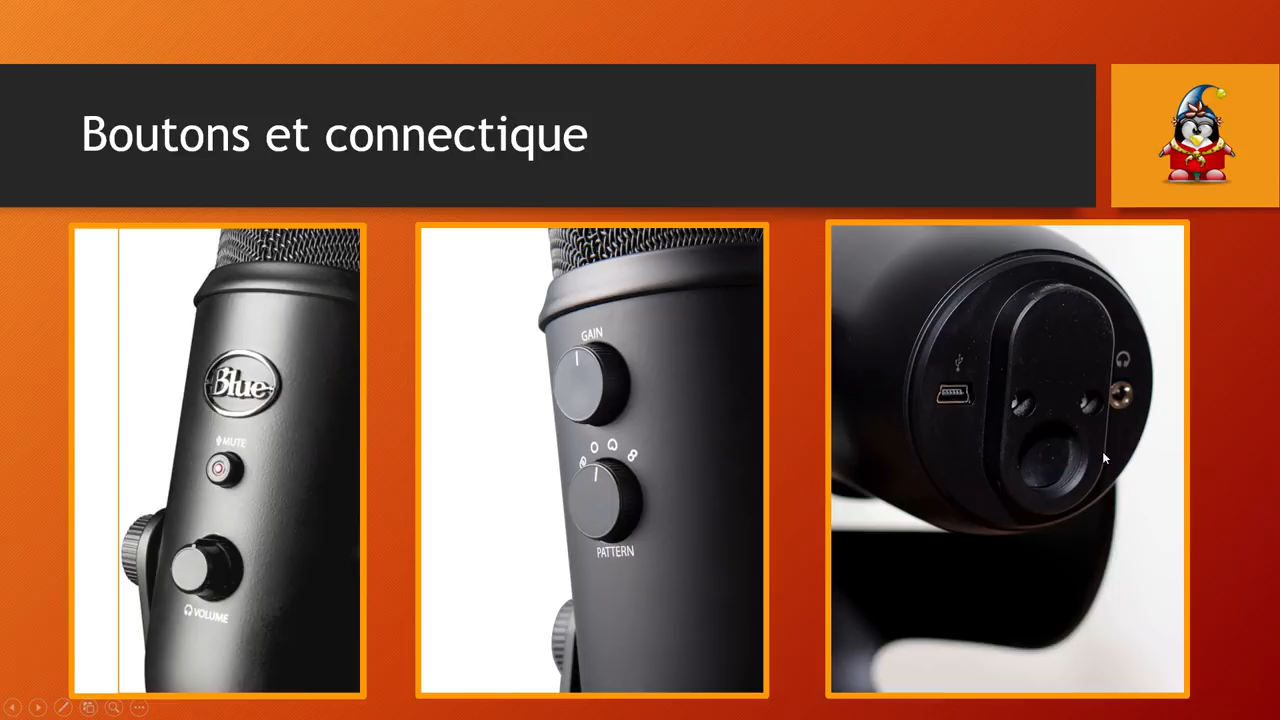 Boutons et connectique
Blue
MUTE
VOLUME
GAIN
PATTERN